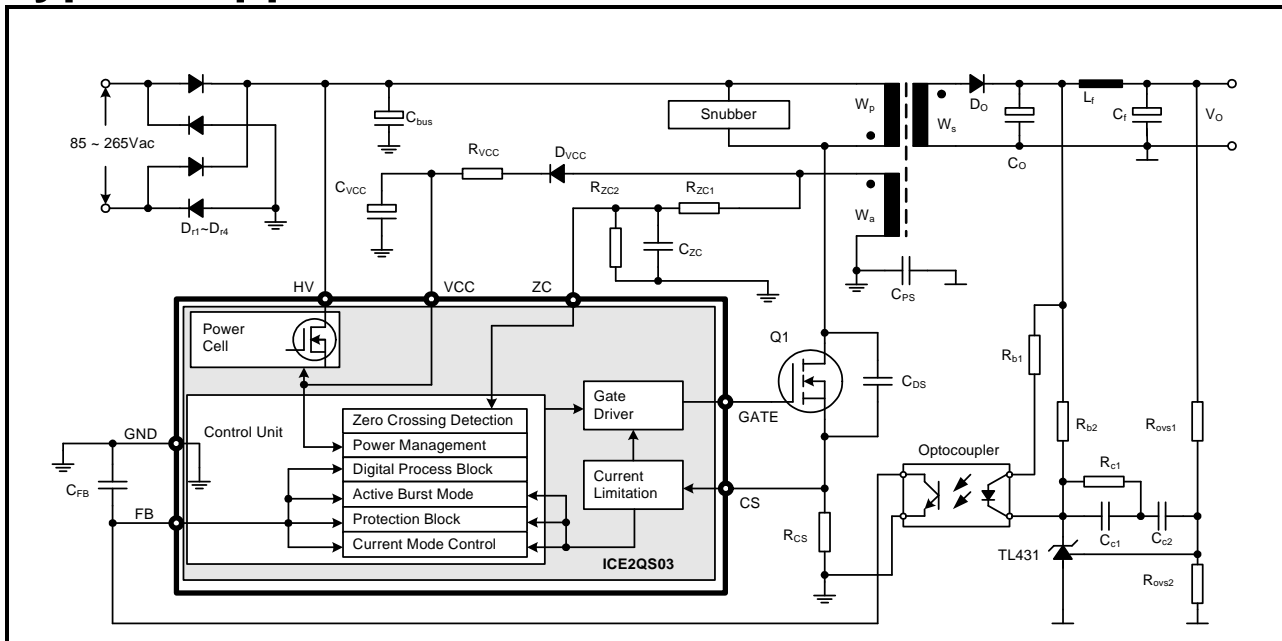 85 ~ 265Vac
Dr1~Dr4
Cbus
Snubber
Wp
Ws
DO
CO
Lf
Cf
VO
RVCC
DVCC
CVCC
RZC2
RZC1
CZC
Wa
CPS
HV
VCC
ZC
Power
Cell
Q1
CDS
Rb1
Gate
Driver
GATE
GND
Control Unit
Zero Crossing Detection
Power Management
Digital Process Block
Active Burst Mode
Protection Block
Current Mode Control
Current
Limitation
CS
CFB
FB
ICE2QS03
RCS
Optocoupler
Rb2
Rovs1
Rc1
Cc1
Cc2
TL431
Rovs2